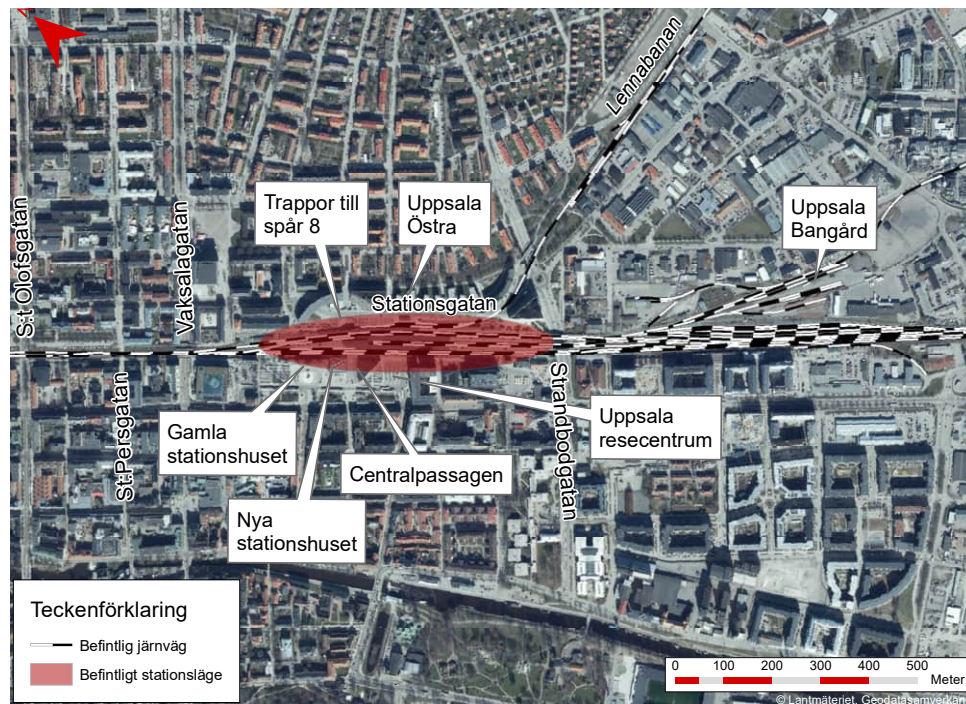 Lennabanan
Trappor till
spår 8
Uppsala
Östra
Uppsala
Bangård
S:t Olofsgatan
Vaksalagatan
Stationsgatan
St:Persgatan
Gamla
stationshuset
Centralpassagen
Nya
stationshuset
Strandbodgatan
Uppsala
resecentrum
Teckenförklaring
Befintlig järnväg
Befintligt stationsläge
0 100 200 300 400 500
Meter
© Lantmäteriet, Geodatasamverkan